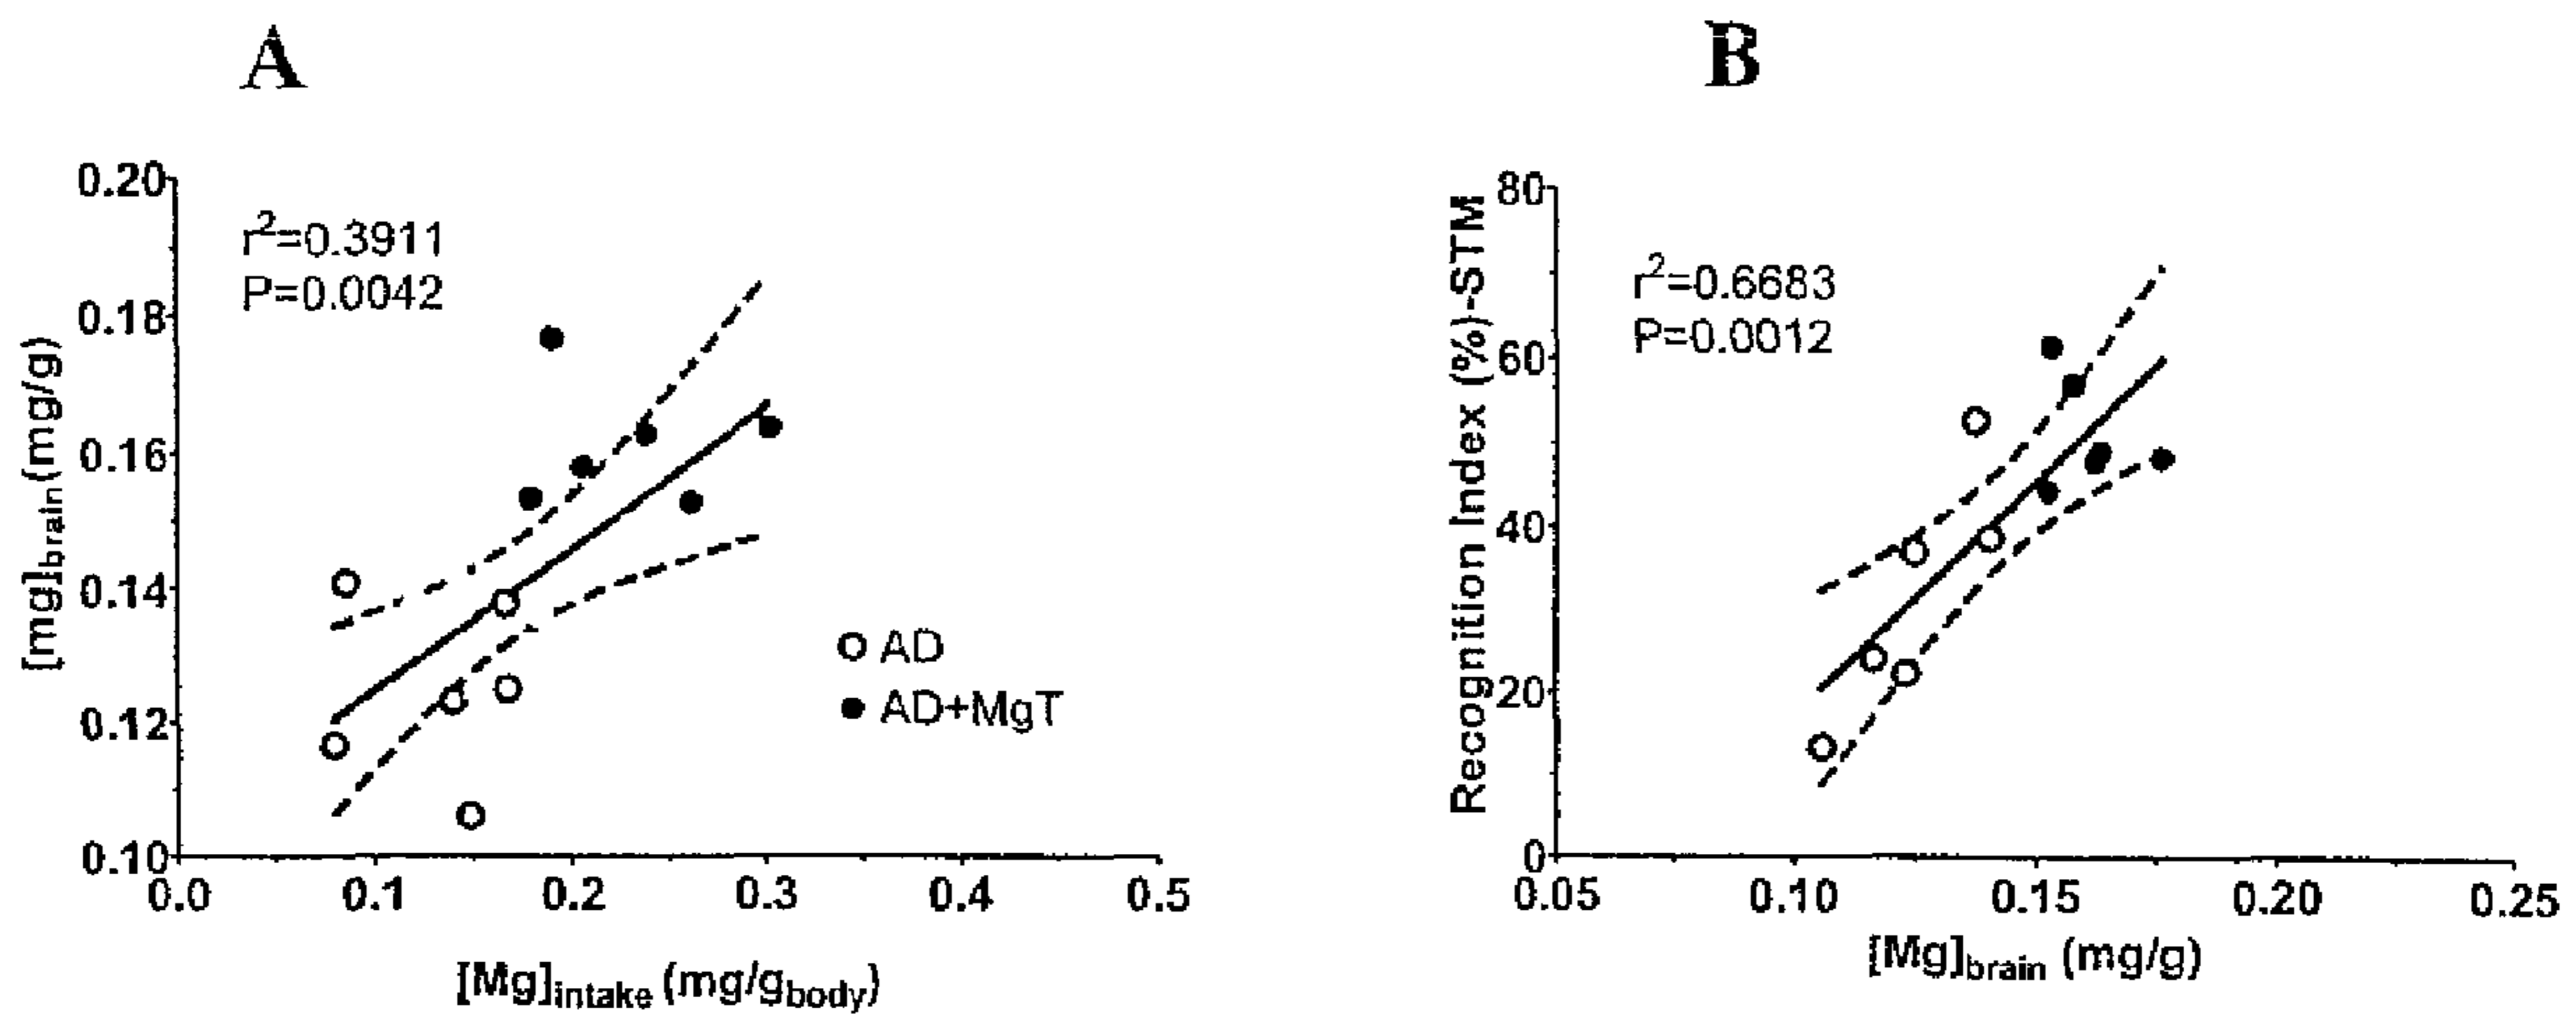 A
[mg]brain(mg/g)
0.20
0.18
0.16
0.14
0.12
0.10
r²=0.3911
P=0.0042
AD
AD+MgT
0.0 0.1 0.2 0.3 0.4 0.5
[Mg]intake (mg/gbody)
B
Recognition Index (%)-STM
80
60
40
20
0
r²=0.6683
P=0.0012
0.05 0.10 0.15 0.20 0.25
[Mg]brain (mg/g)